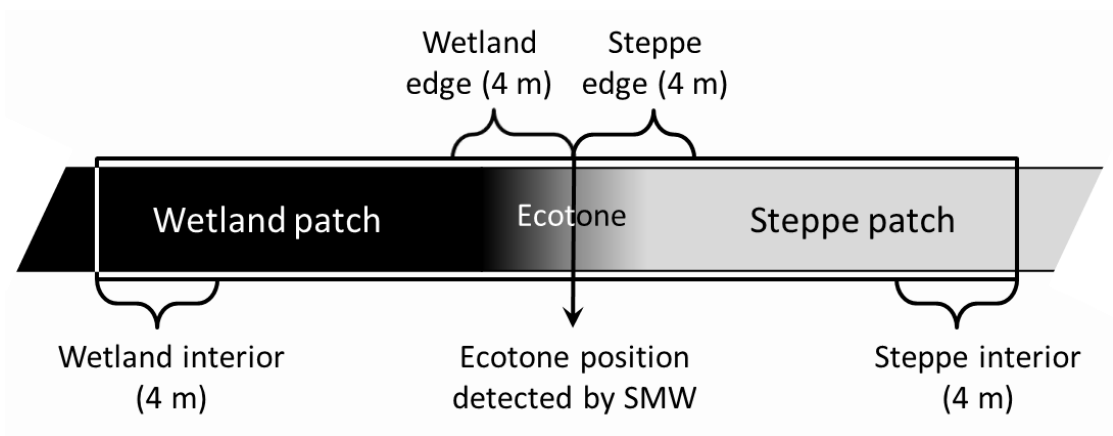 Wetland
edge (4 m)
Steppe
edge (4 m)
Wetland patch
Ecotone
Steppe patch
Wetland interior
(4 m)
Ecotone position
detected by SMW
Steppe interior
(4 m)